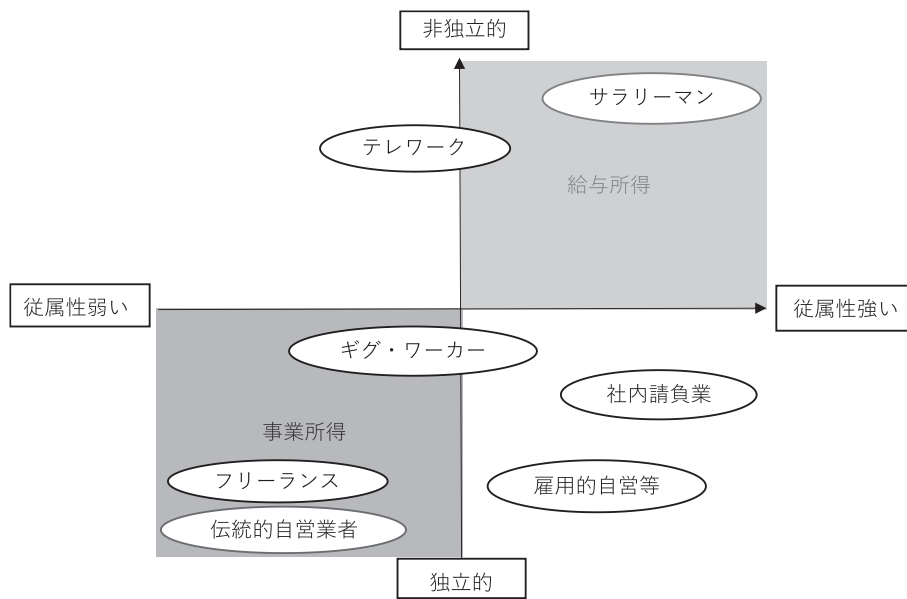 非独立的
サラリーマン
テレワーク
給与所得
従属性弱い
従属性強い
ギグ・ワーカー
社内請負業
事業所得
フリーランス
雇用的自営等
伝統的自営業者
独立的